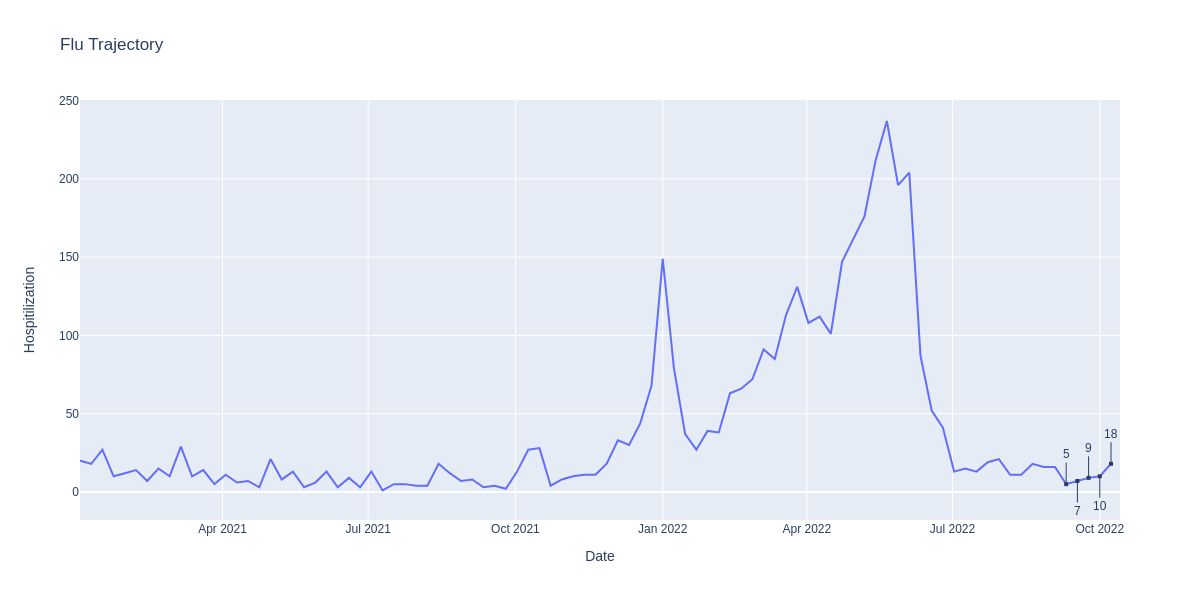 Flu Trajectory
250
200
150
100
50
0
Hospitilization
5
9
18
7
10
Apr 2021
Jul 2021
Oct 2021
Jan 2022
Apr 2022
Jul 2022
Oct 2022
Date